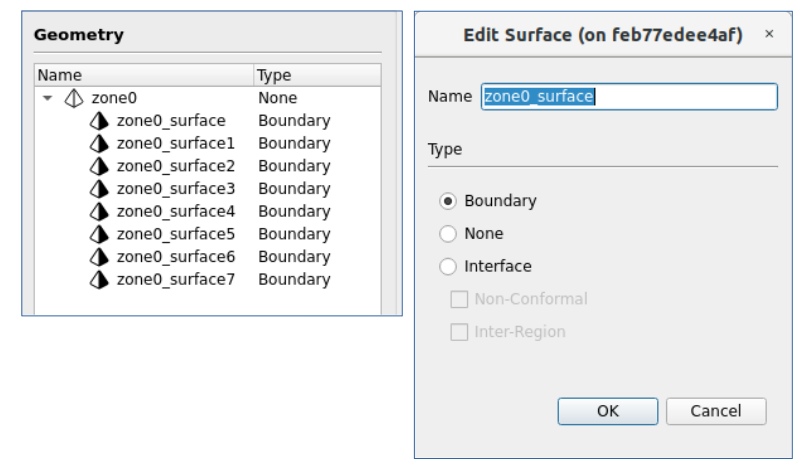 Geometry
Name Type
zone0 None
zone0_surface Boundary
zone0_surface1 Boundary
zone0_surface2 Boundary
zone0_surface3 Boundary
zone0_surface4 Boundary
zone0_surface5 Boundary
zone0_surface6 Boundary
zone0_surface7 Boundary
Edit Surface (on feb77edee4af) ×
Name zone0_surface
Type
Boundary
None
Interface
Non-Conformal
Inter-Region
OK Cancel